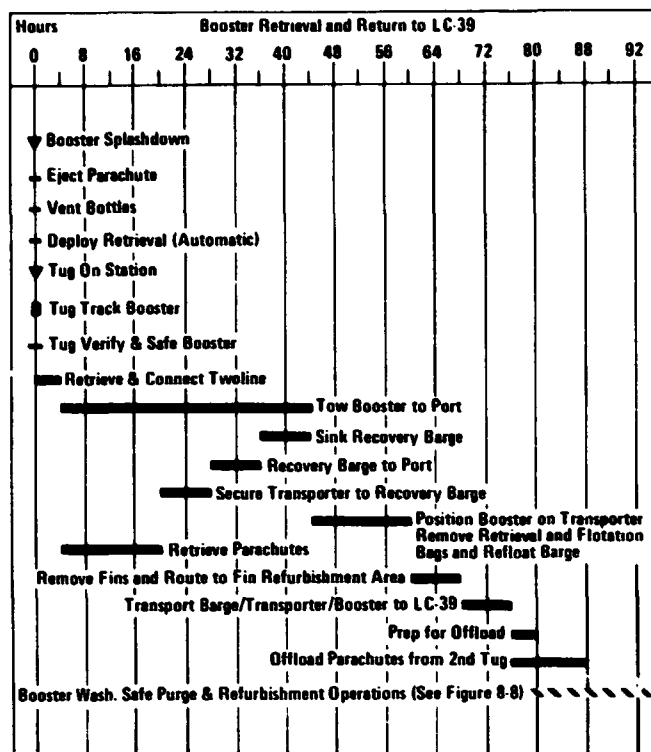 Hours Booster Retrieval and Return to LC-39
0 8 16 24 32 40 48 56 64 72 80 88 92
Booster Splashdown
Eject Parachute
Vent Bottles
Deploy Retrieval (Automatic)
Tug On Station
Tug Track Booster
Tug Verify & Safe Booster
Retrieve & Connect Twoline
Tow Booster to Port
Sink Recovery Barge
Recovery Barge to Port
Secure Transporter to Recovery Barge
Position Booster on Transporter
Remove Retrieval and Flotation
Bags and Refloat Barge
Retrieve Parachutes
Remove Fins and Route to Fin Refurbishment Area
Transport Barge/Transporter/Booster to LC-39
Prep for Offload
Offload Parachutes from 2nd Tug
Booster Wash. Safe Purge & Refurbishment Operations (See Figure 8-8)